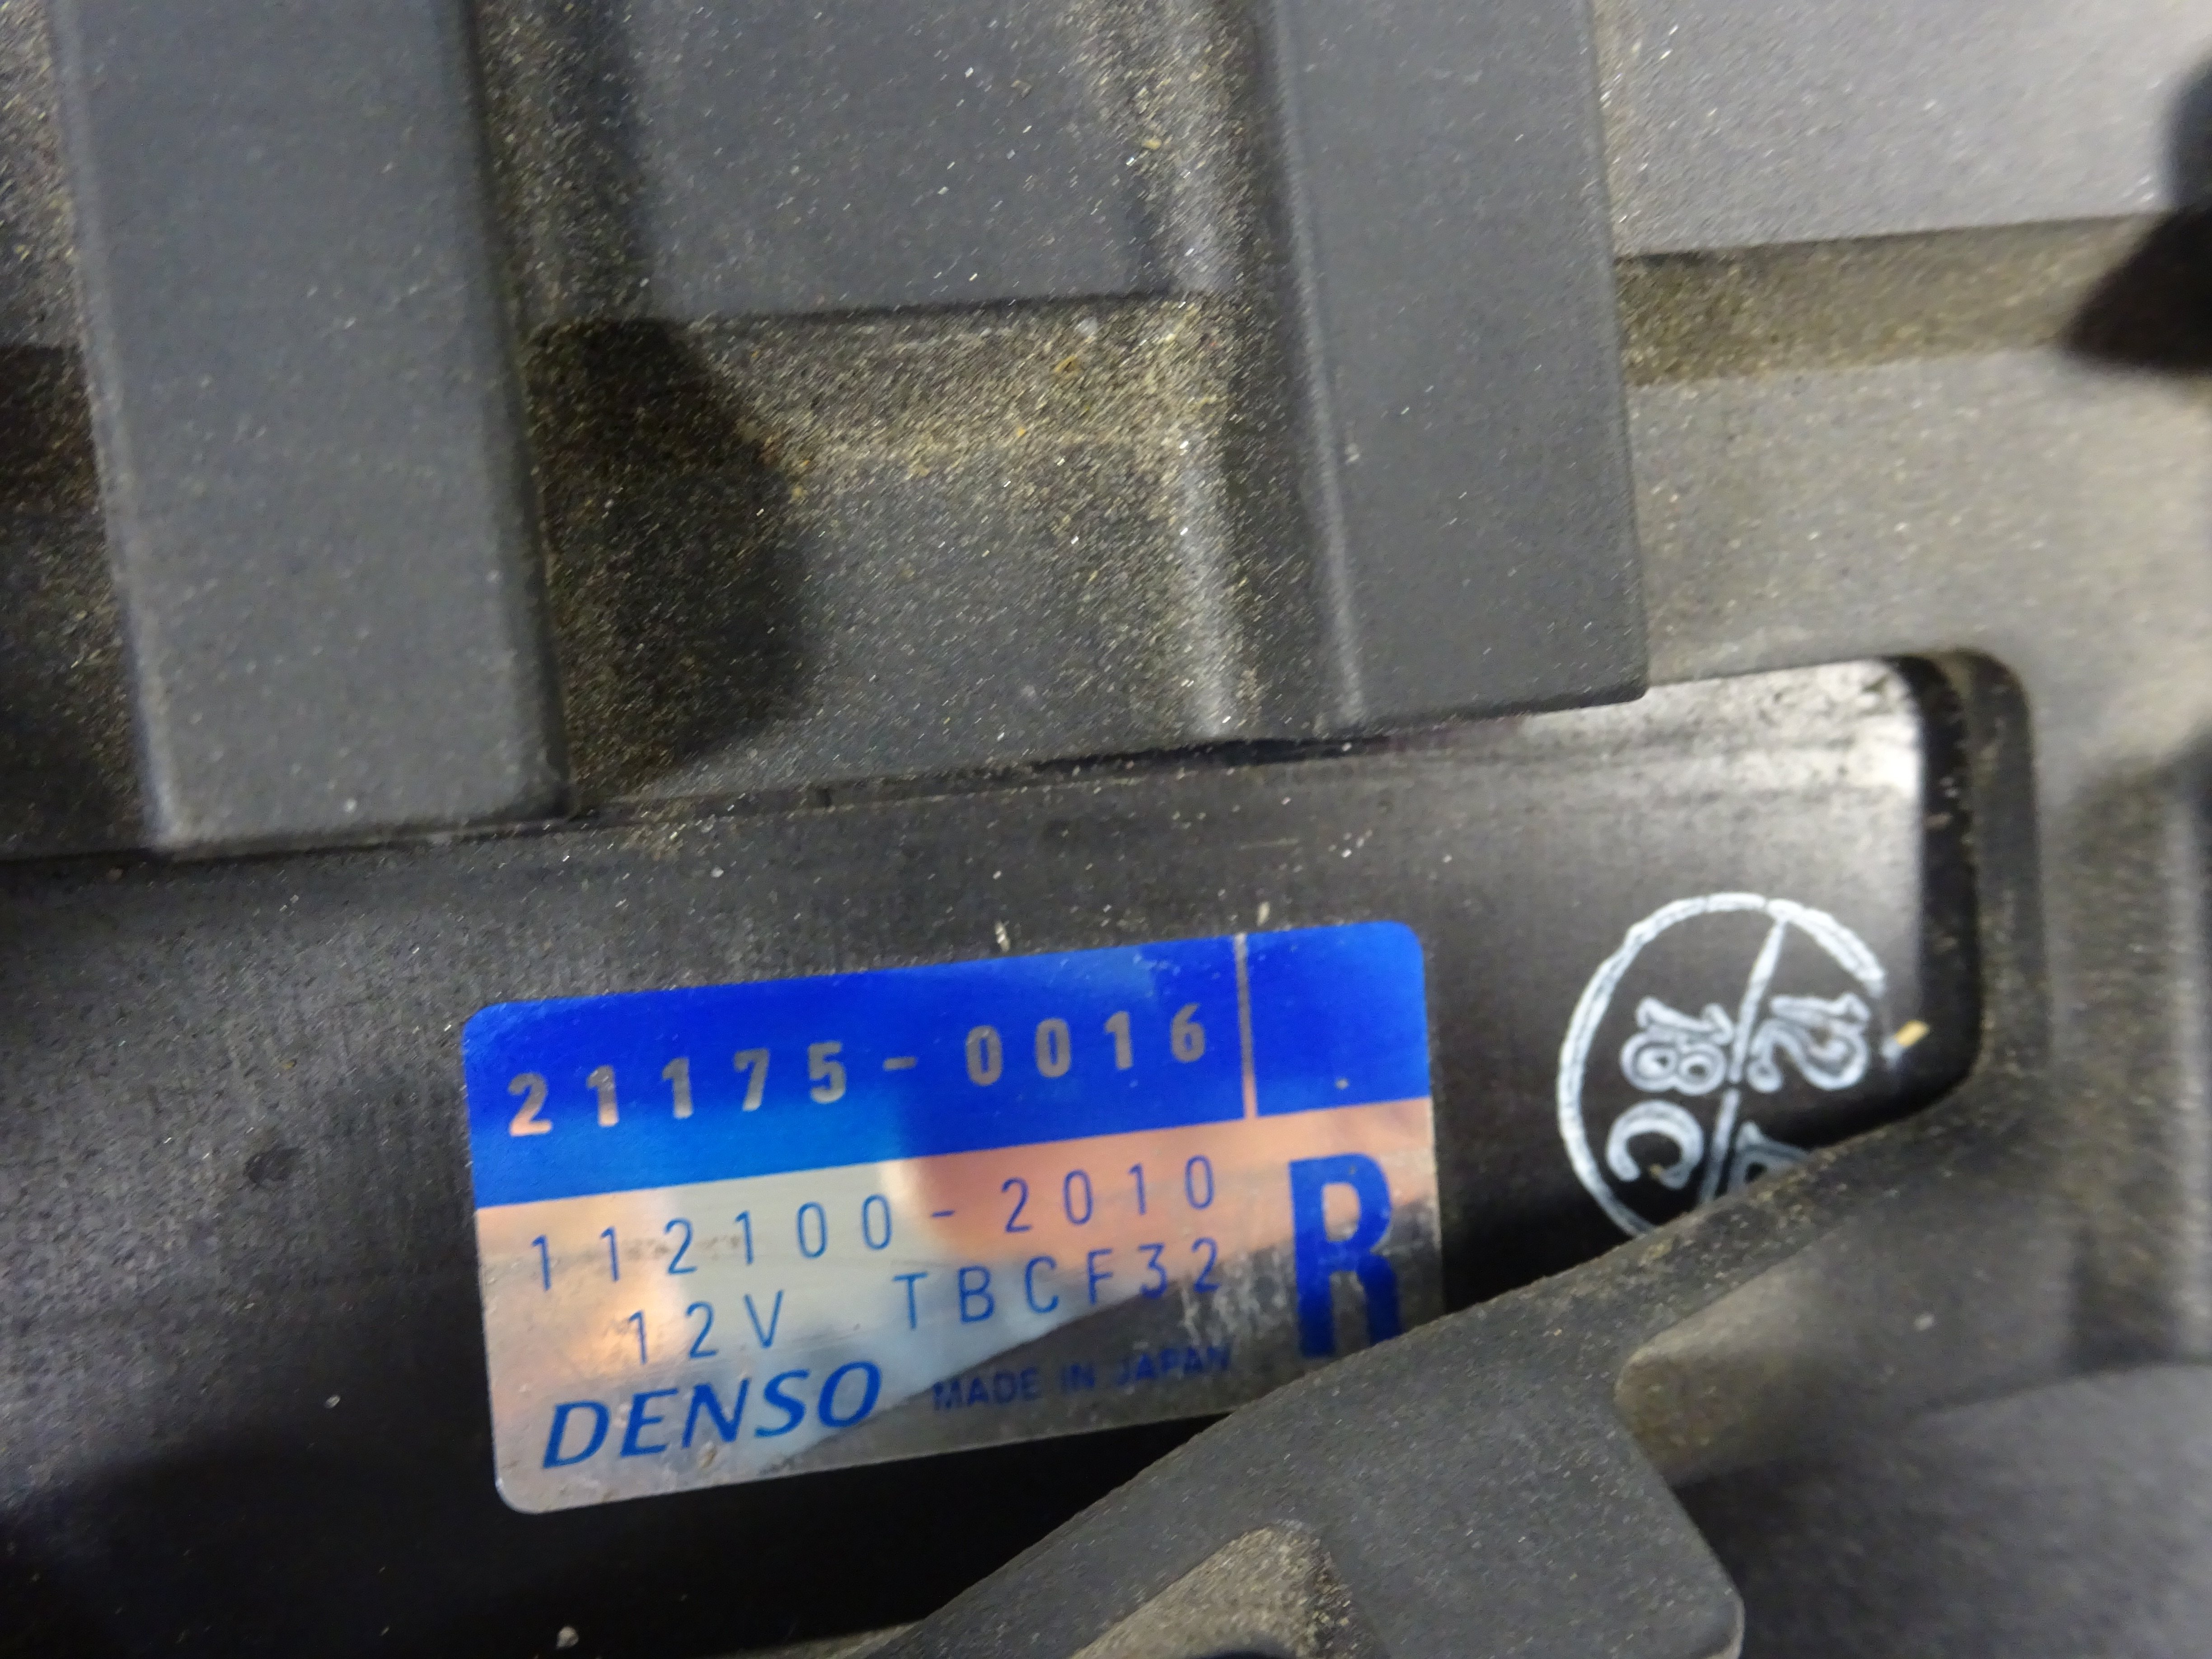 21175-0016
112100-2010
12V TBCF32
R
DENSO MADE IN JAPAN
12.
18C